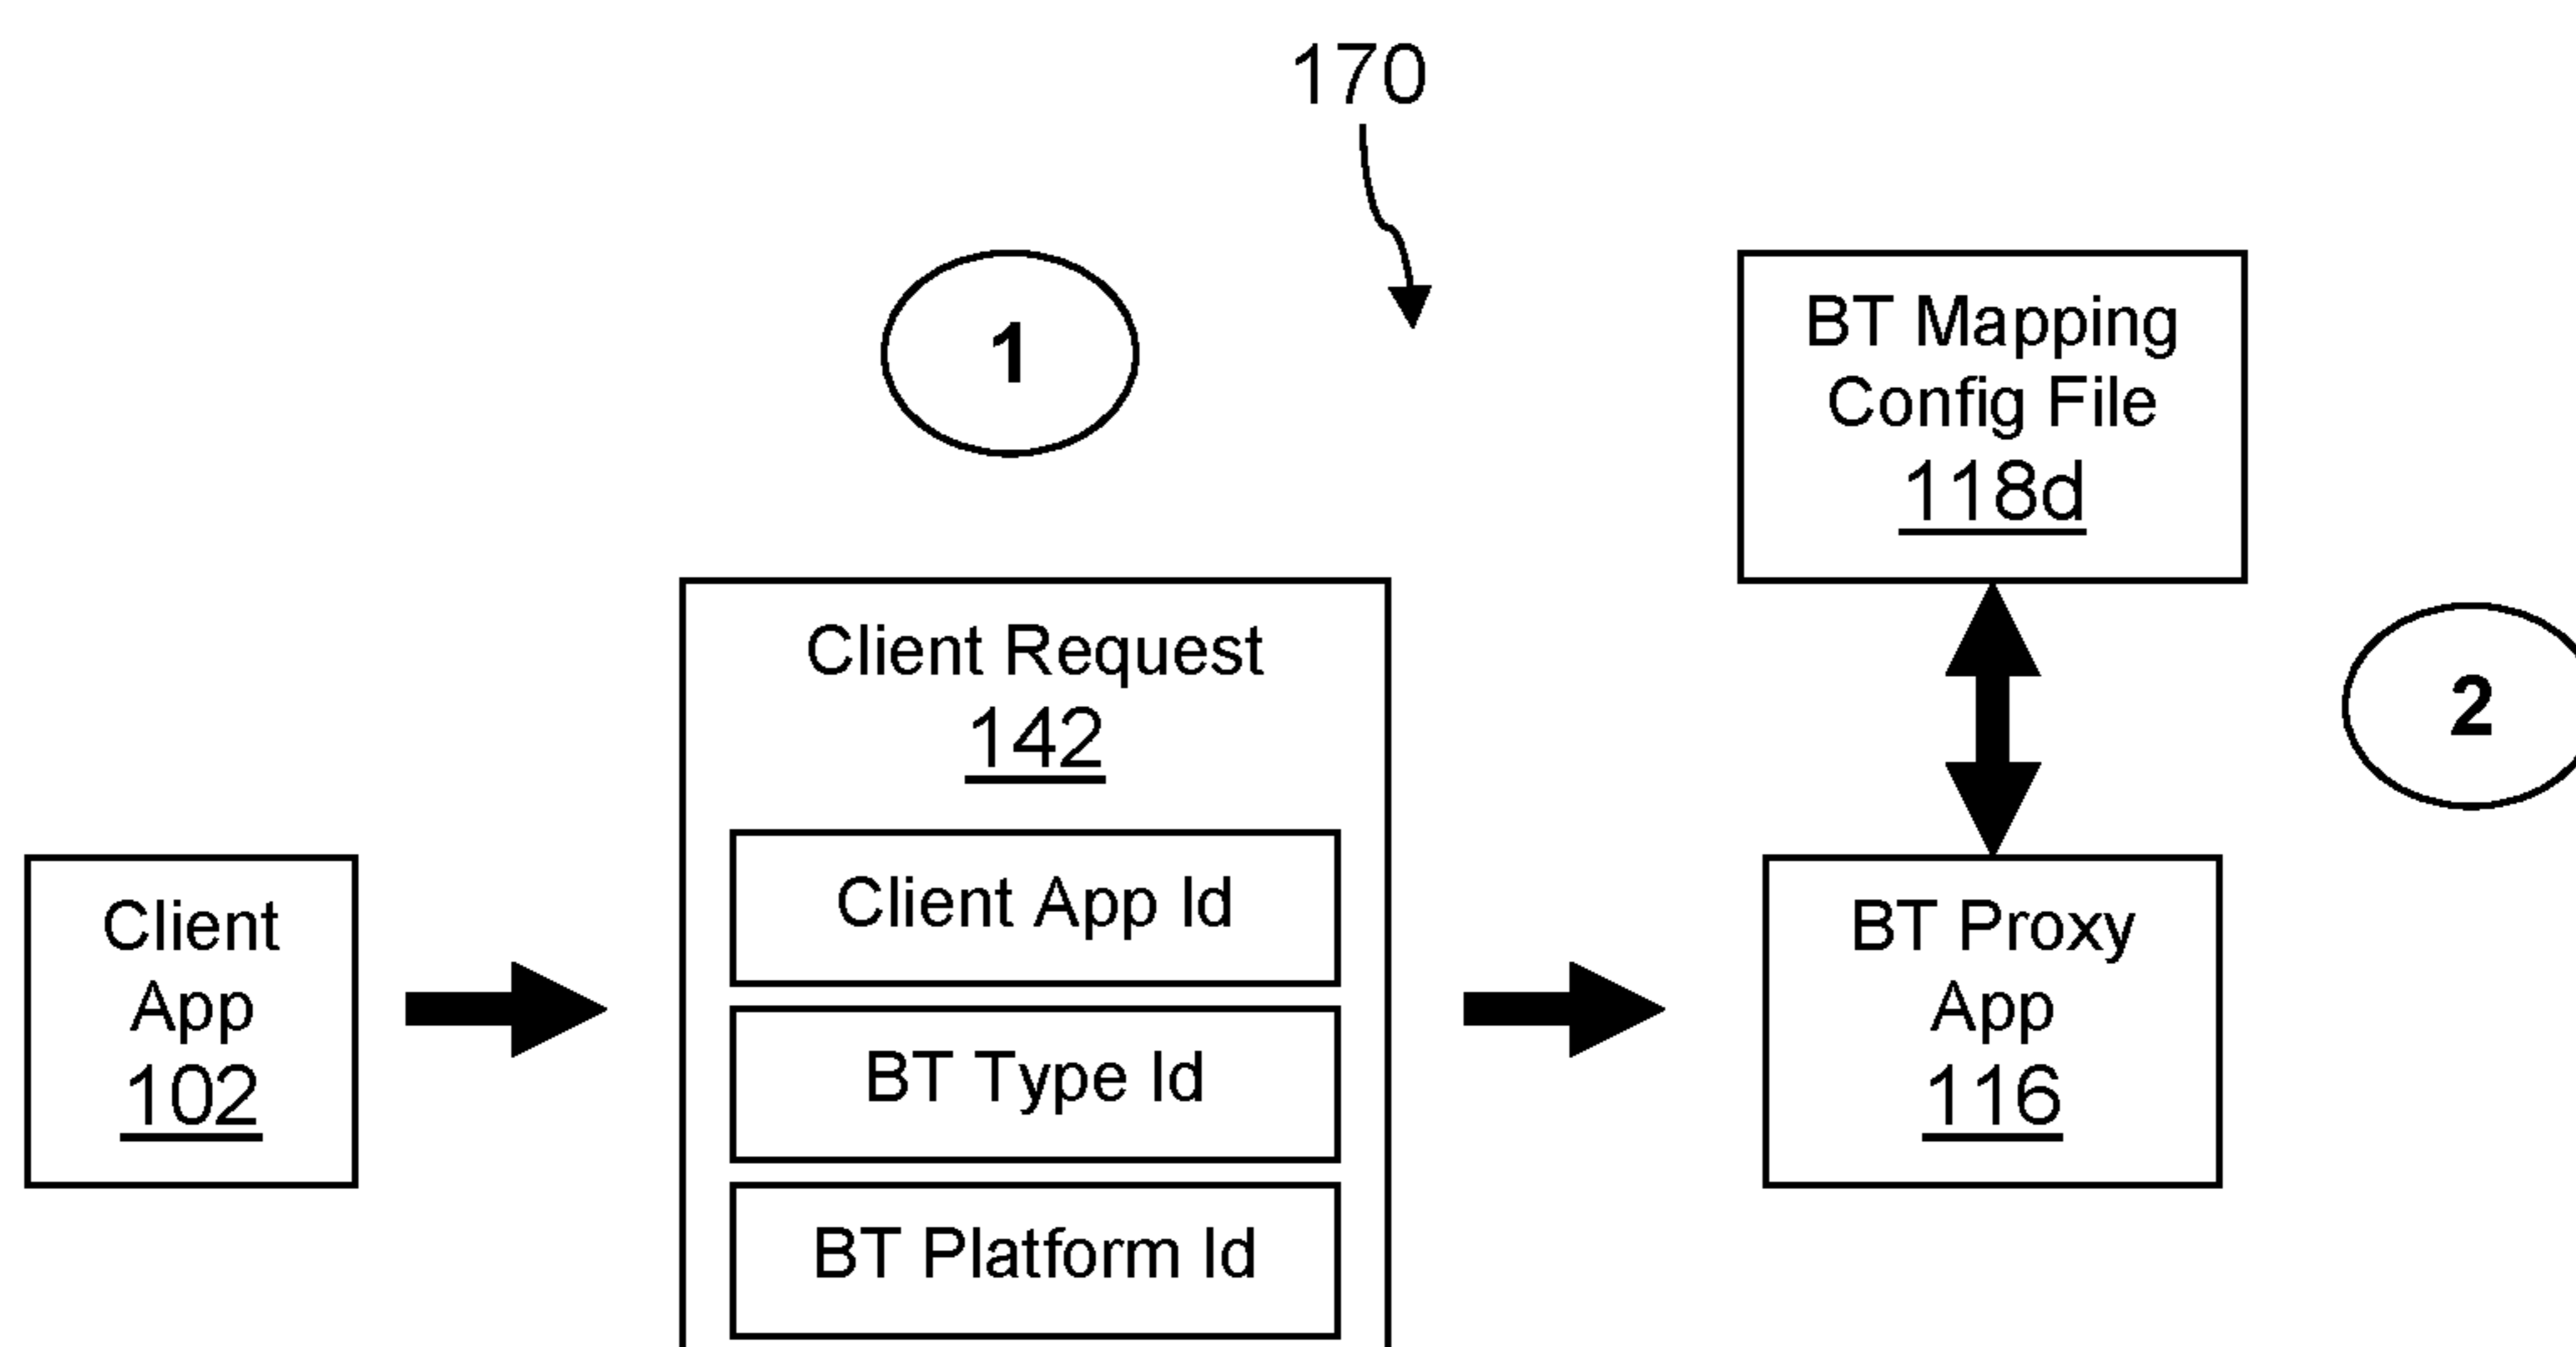 170
1
BT Mapping
Config File
118d
Client Request
142
2
Client App Id
Client
App
102
BT Type Id
BT Platform Id
BT Proxy
App
116